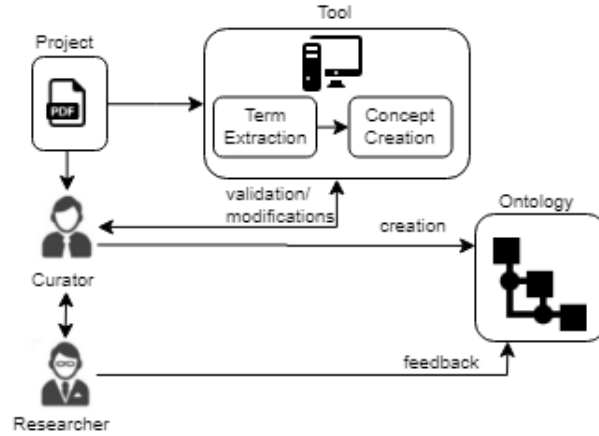 Tool
Project
PDF
Term
Extraction
Concept
Creation
validation/
modifications
Ontology
creation
Curator
feedback
Researcher